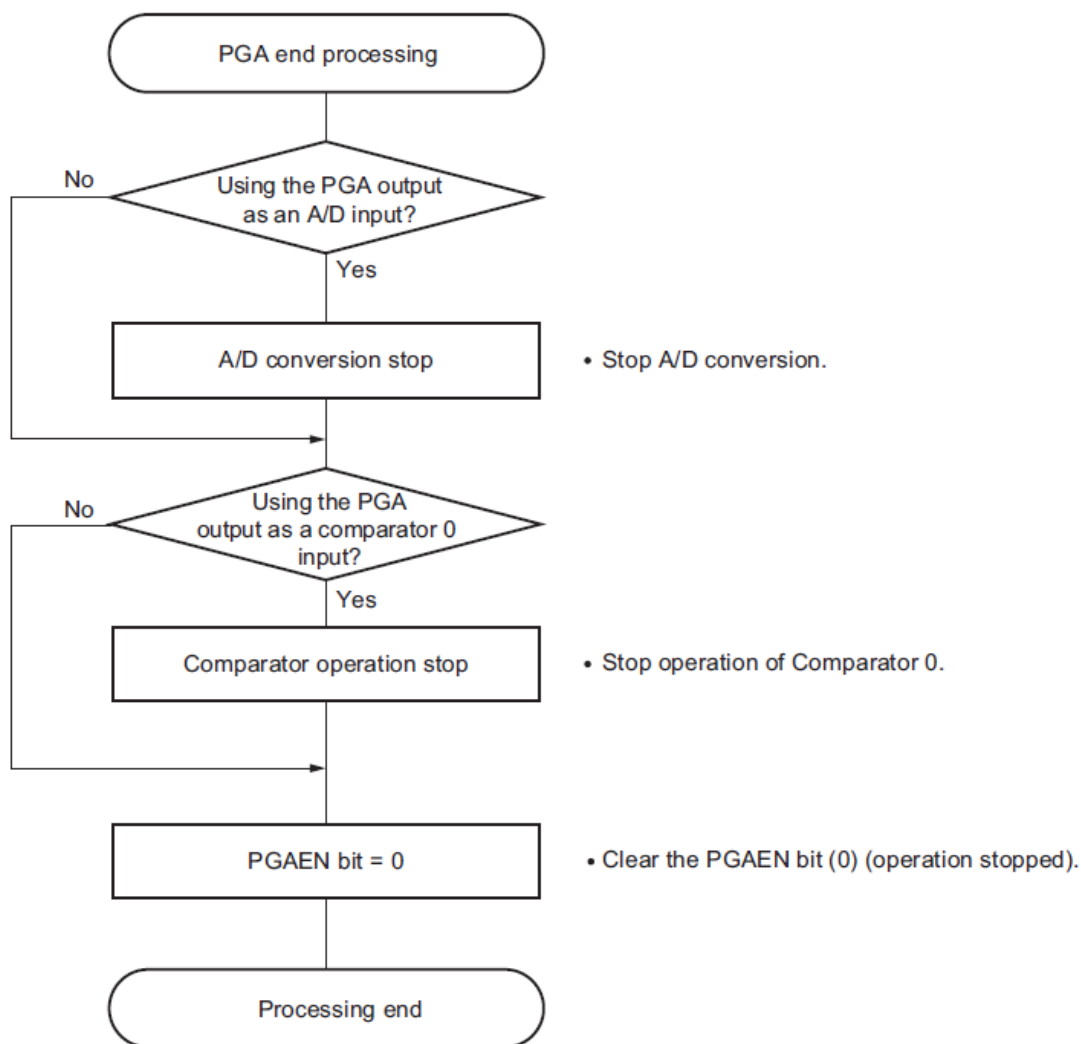 PGA end processing
No
Using the PGA output
as an A/D input?
Yes
A/D conversion stop
• Stop A/D conversion.
No
Using the PGA
output as a comparator 0
input?
Yes
Comparator operation stop
• Stop operation of Comparator 0.
PGAEN bit = 0
• Clear the PGAEN bit (0) (operation stopped).
Processing end